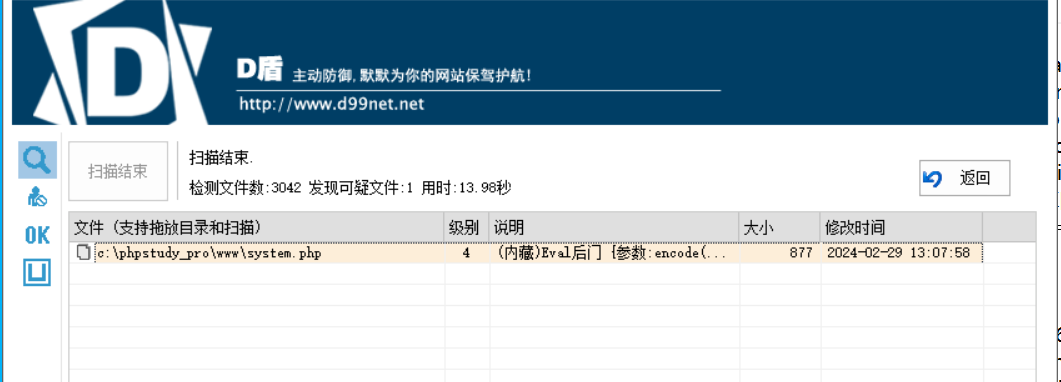 D
D盾 主动防御,默默为你的网站保驾护航!
http://www.d99net.net
扫描结束
扫描结束.
检测文件数:3042 发现可疑文件:1 用时:13.98秒
返回
OK
文件 (支持拖放目录和扫描) 级别 说明 大小 修改时间
c:\phpstudy_pro\www\system.php 4 (内藏)Eval后门 {参数:encode(... 877 2024-02-29 13:07:58